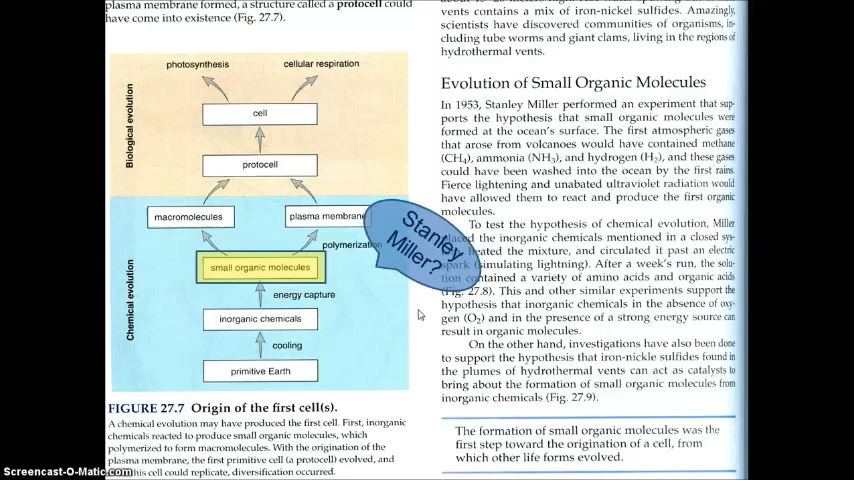 plasma membrane formed, a structure called a protocell could
have come into existence (Fig. 27.7).
photosynthesis
cellular respiration
Biological evolution
cell
protocell
macromolecules
plasma membrane
polymerization
small organic molecules
energy capture
Chemical evolution
inorganic chemicals
cooling
primitive Earth
Stanley
Miller?
FIGURE 27.7 Origin of the first cell(s).
A chemical evolution may have produced the first cell. First, inorganic
chemicals reacted to produce small organic molecules, which
polymerized to form macromolecules. With the origination of the
plasma membrane, the first primitive cell (a protocell) evolved, and
this cell could replicate, diversification occurred.
vents contains a mix of iron-nickel sulfides. Amazingly,
scientists have discovered communities of organisms, in-
cluding tube worms and giant clams, living in the regions of
hydrothermal vents.
Evolution of Small Organic Molecules
In 1953, Stanley Miller performed an experiment that sup-
ports the hypothesis that small organic molecules were
formed at the ocean's surface. The first atmospheric gases
that arose from volcanoes would have contained methane
(CH₄), ammonia (NH₃), and hydrogen (H₂), and these gases
could have been washed into the ocean by the first rains.
Fierce lightening and unabated ultraviolet radiation would
have allowed them to react and produce the first organic
molecules.
To test the hypothesis of chemical evolution, Miller
placed the inorganic chemicals mentioned in a closed sys-
heated the mixture, and circulated it past an electric
spark (simulating lightning). After a week's run, the solu-
tion contained a variety of amino acids and organic acids
(Fig. 27.8). This and other similar experiments support the
hypothesis that inorganic chemicals in the absence of oxy-
gen (O₂) and in the presence of a strong energy source can
result in organic molecules.
On the other hand, investigations have also been done
to support the hypothesis that iron-nickle sulfides found in
the plumes of hydrothermal vents can act as catalysts to
bring about the formation of small organic molecules from
inorganic chemicals (Fig. 27.9).
The formation of small organic molecules was the
first step toward the origination of a cell, from
which other life forms evolved.
Screencast-O-Matic.com